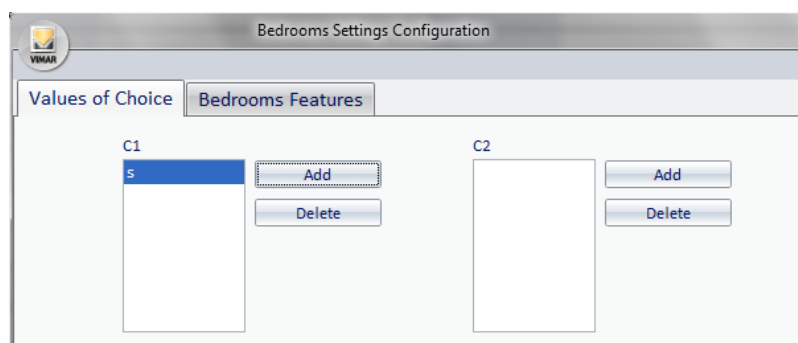 Bedrooms Settings Configuration
VIMAR
Values of Choice Bedrooms Features
C1 C2
s Add Add
Delete Delete